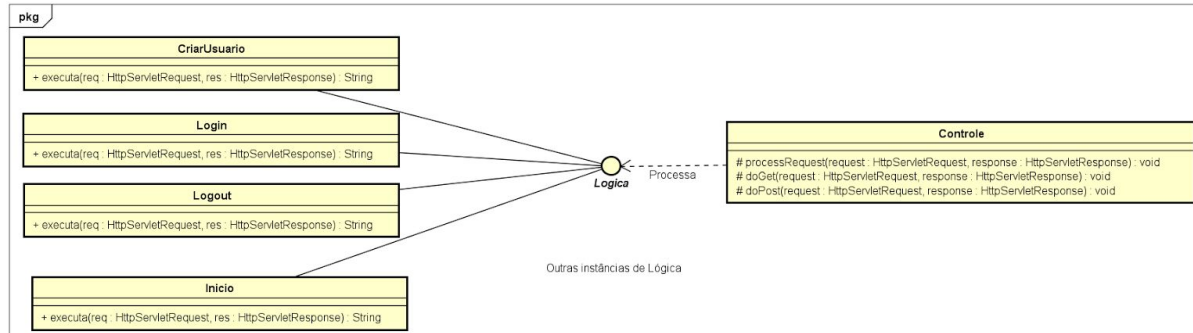 pkg
CriarUsuario
+ executa(req : HttpServletRequest, res : HttpServletResponse) : String
Login
+ executa(req : HttpServletRequest, res : HttpServletResponse) : String
Logout
+ executa(req : HttpServletRequest, res : HttpServletResponse) : String
Inicio
+ executa(req : HttpServletRequest, res : HttpServletResponse) : String
Logica
Processa
Controle
# processRequest(request : HttpServletRequest, response : HttpServletResponse) : void
# doGet(request : HttpServletRequest, response : HttpServletResponse) : void
# doPost(request : HttpServletRequest, response : HttpServletResponse) : void
Outras instâncias de Lógica